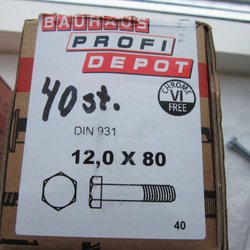 BAUHAUS
PROFI
DEPOT
40 st.
CHROME
VI
FREE
DIN 931
12,0 X 80
40